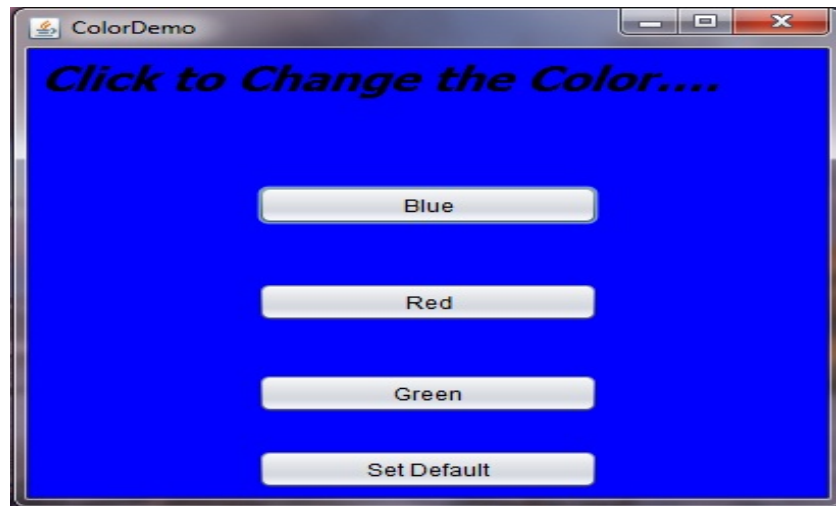 ColorDemo
Click to Change the Color....
Blue
Red
Green
Set Default